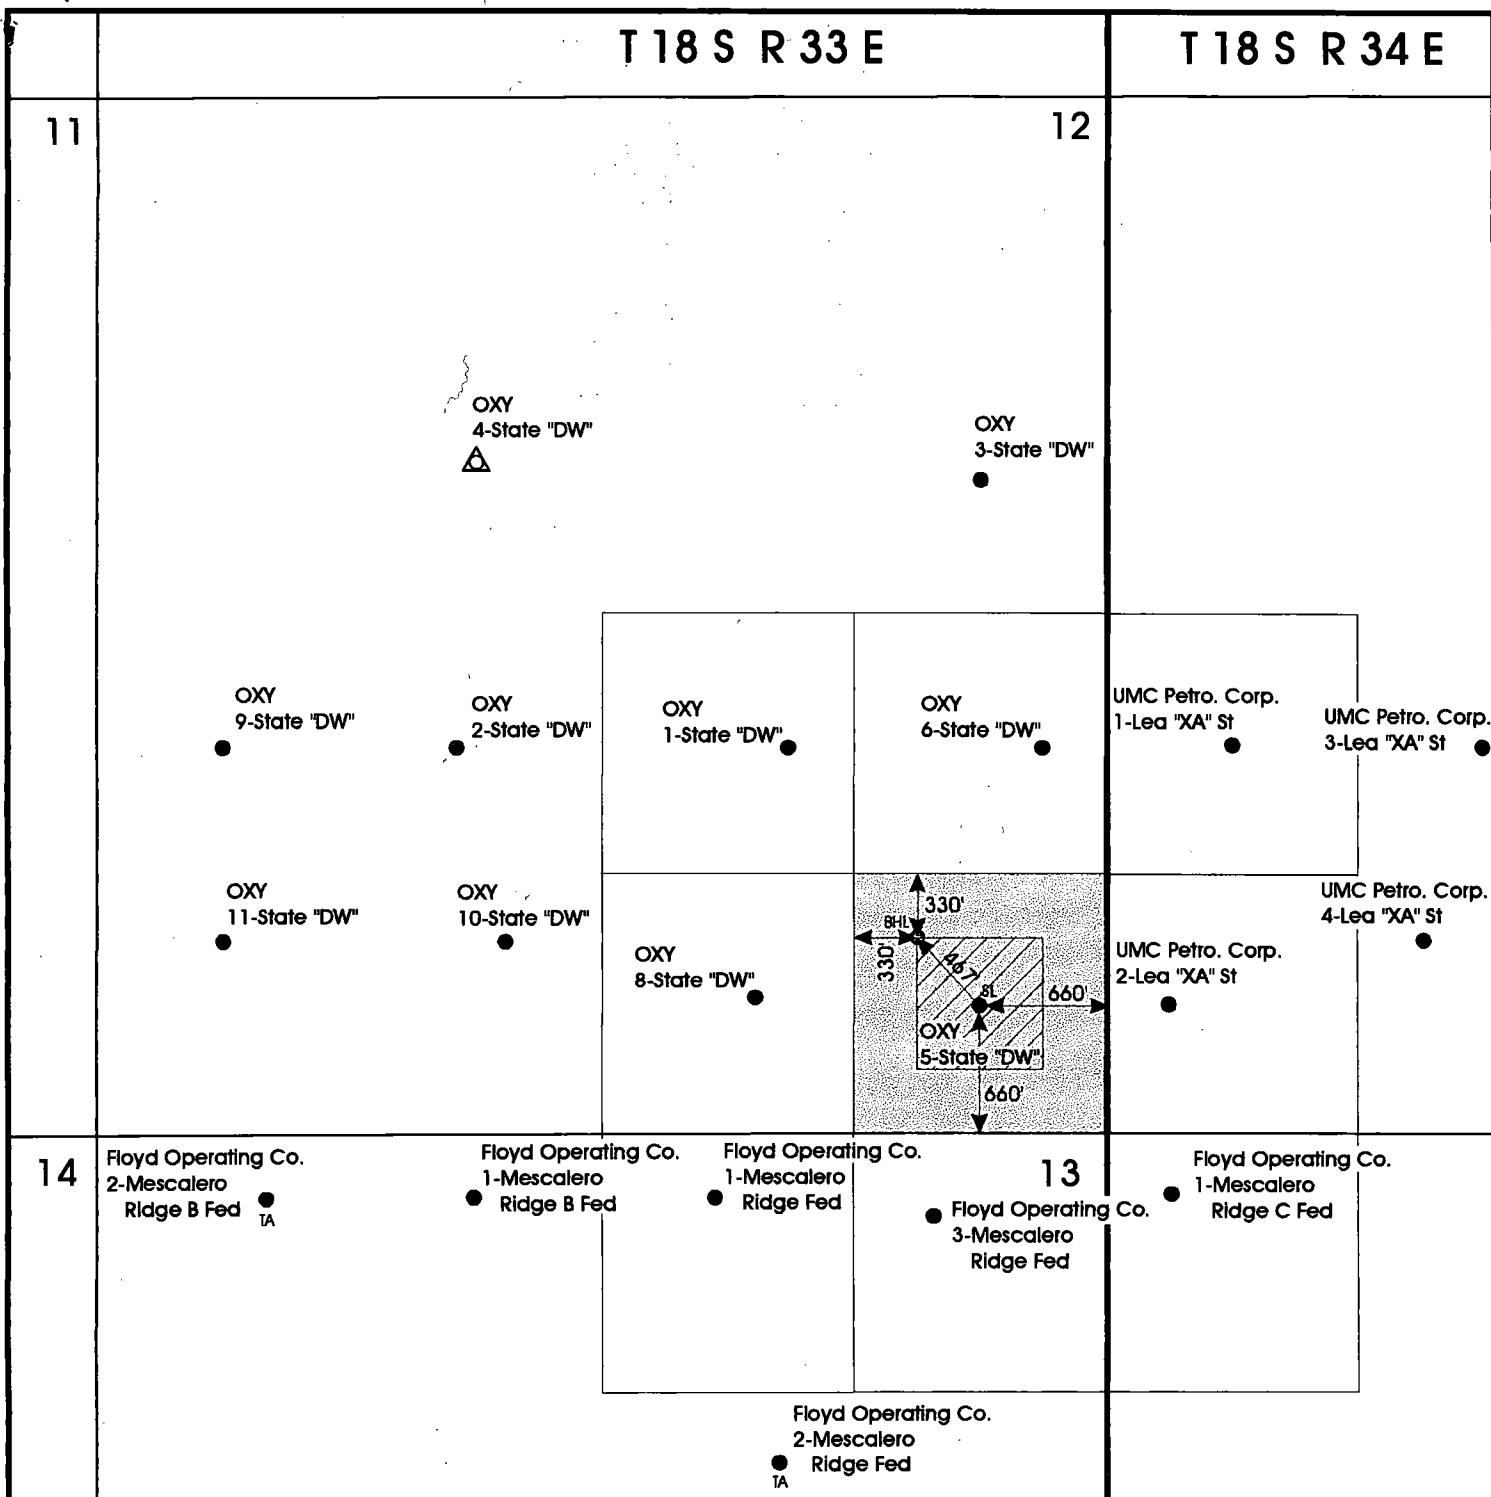 T 18 S R 33 E
T 18 S R 34 E
11
12
OXY
4-State "DW"
OXY
3-State "DW"
OXY
9-State "DW"
OXY
2-State "DW"
OXY
1-State "DW"
OXY
6-State "DW"
UMC Petro. Corp.
1-Lea "XA" St
UMC Petro. Corp.
3-Lea "XA" St
OXY
11-State "DW"
OXY
10-State "DW"
OXY
8-State "DW"
330'
BHL
330'
467'
SL
660'
OXY
5-State "DW"
660'
UMC Petro. Corp.
2-Lea "XA" St
UMC Petro. Corp.
4-Lea "XA" St
14
Floyd Operating Co.
2-Mescalero
Ridge B Fed
TA
Floyd Operating Co.
1-Mescalero
Ridge B Fed
Floyd Operating Co.
1-Mescalero
Ridge Fed
13
Floyd Operating Co.
3-Mescalero
Ridge Fed
Floyd Operating Co.
1-Mescalero
Ridge C Fed
Floyd Operating Co.
2-Mescalero
Ridge Fed
TA